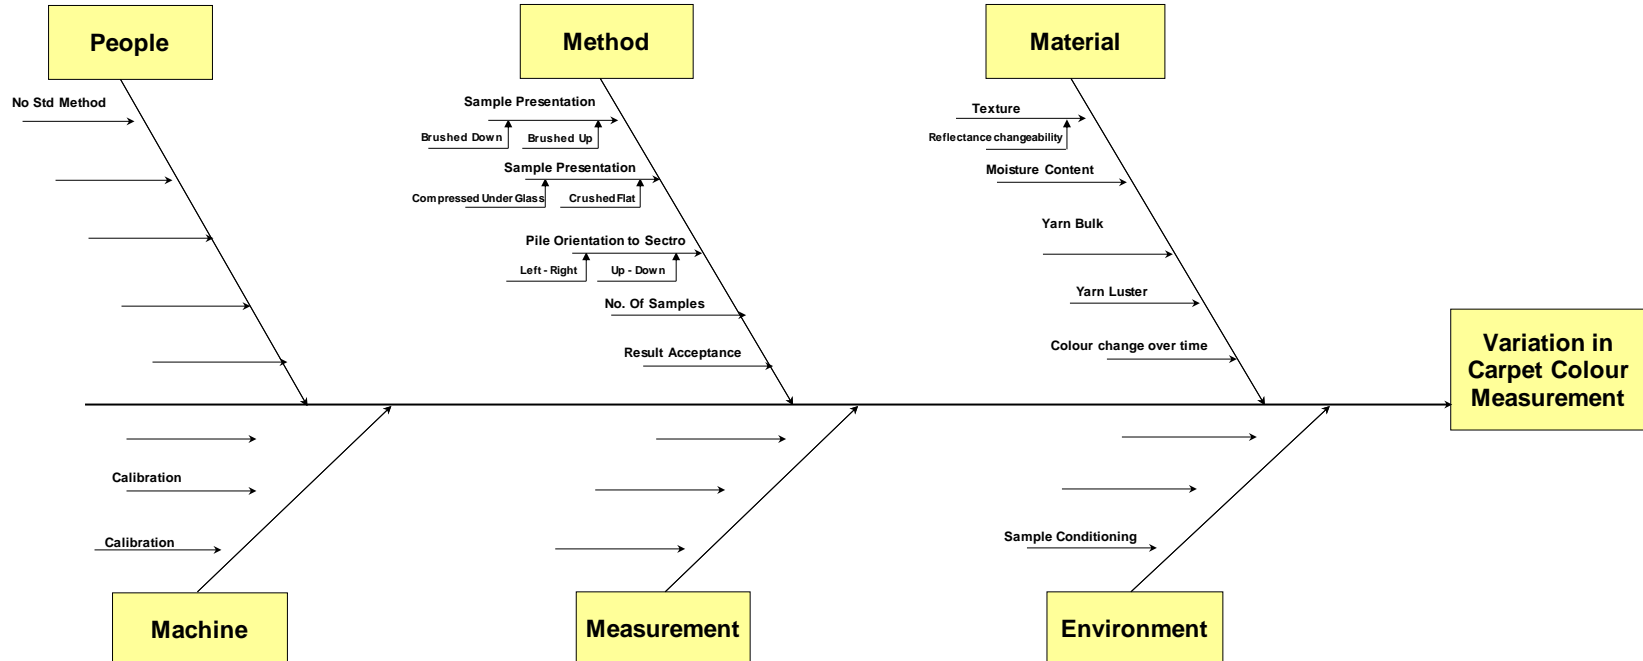 People
Method
Material
No Std Method
Sample Presentation
Brushed Down
Brushed Up
Sample Presentation
Compressed Under Glass
Crushed Flat
Pile Orientation to Sectro
Left - Right
Up - Down
No. Of Samples
Result Acceptance
Texture
Reflectance changeability
Moisture Content
Yarn Bulk
Yarn Luster
Colour change over time
Variation in
Carpet Colour
Measurement
Calibration
Calibration
Sample Conditioning
Machine
Measurement
Environment